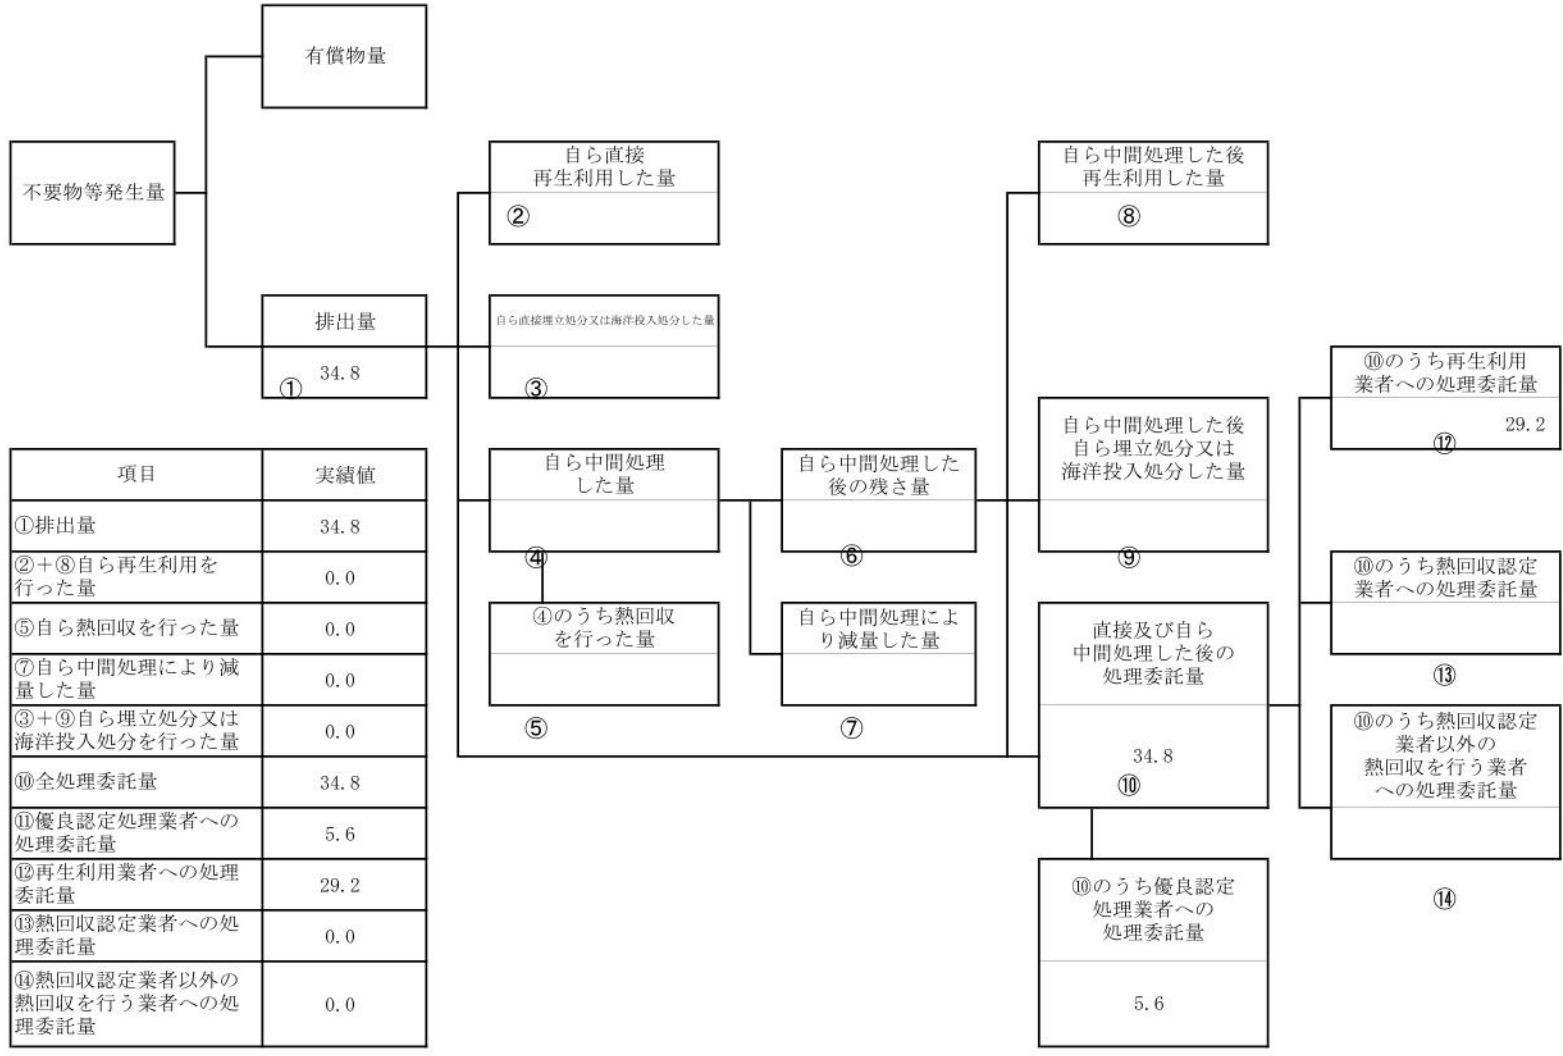 有償物量
不要物等発生量
自ら直接
再生利用した量
②
自ら中間処理した後
再生利用した量
⑧
排出量
34.8
①
自ら直接埋立処分又は海洋投入処分した量
③
⑩のうち再生利用
業者への処理委託量
29.2
⑫
自ら中間処理した後
自ら埋立処分又は
海洋投入処分した量
⑨
自ら中間処理
した量
④
自ら中間処理した
後の残さ量
⑥
④のうち熱回収
を行った量
⑤
自ら中間処理によ
り減量した量
⑦
直接及び自ら
中間処理した後の
処理委託量
34.8
⑩
⑩のうち熱回収認定
業者への処理委託量
⑬
⑩のうち熱回収認定
業者以外の
熱回収を行う業者
への処理委託量
⑭
⑩のうち優良認定
処理業者への
処理委託量
5.6
項目 実績値
①排出量 34.8
②+⑧自ら再生利用を
行った量 0.0
⑤自ら熱回収を行った量 0.0
⑦自ら中間処理により減
量した量 0.0
③+⑨自ら埋立処分又は
海洋投入処分を行った量 0.0
⑩全処理委託量 34.8
⑪優良認定処理業者への
処理委託量 5.6
⑫再生利用業者への処理
委託量 29.2
⑬熱回収認定業者への処
理委託量 0.0
⑭熱回収認定業者以外の
熱回収を行う業者への処
理委託量 0.0